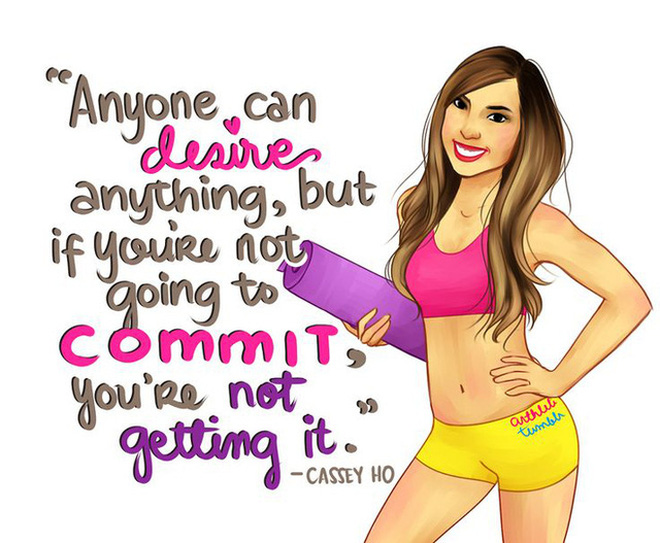 “Anyone can
desire
anything, but
if you're not
going to
COMMIT,
you're not
getting it.”
- CASSEY HO
tumblr